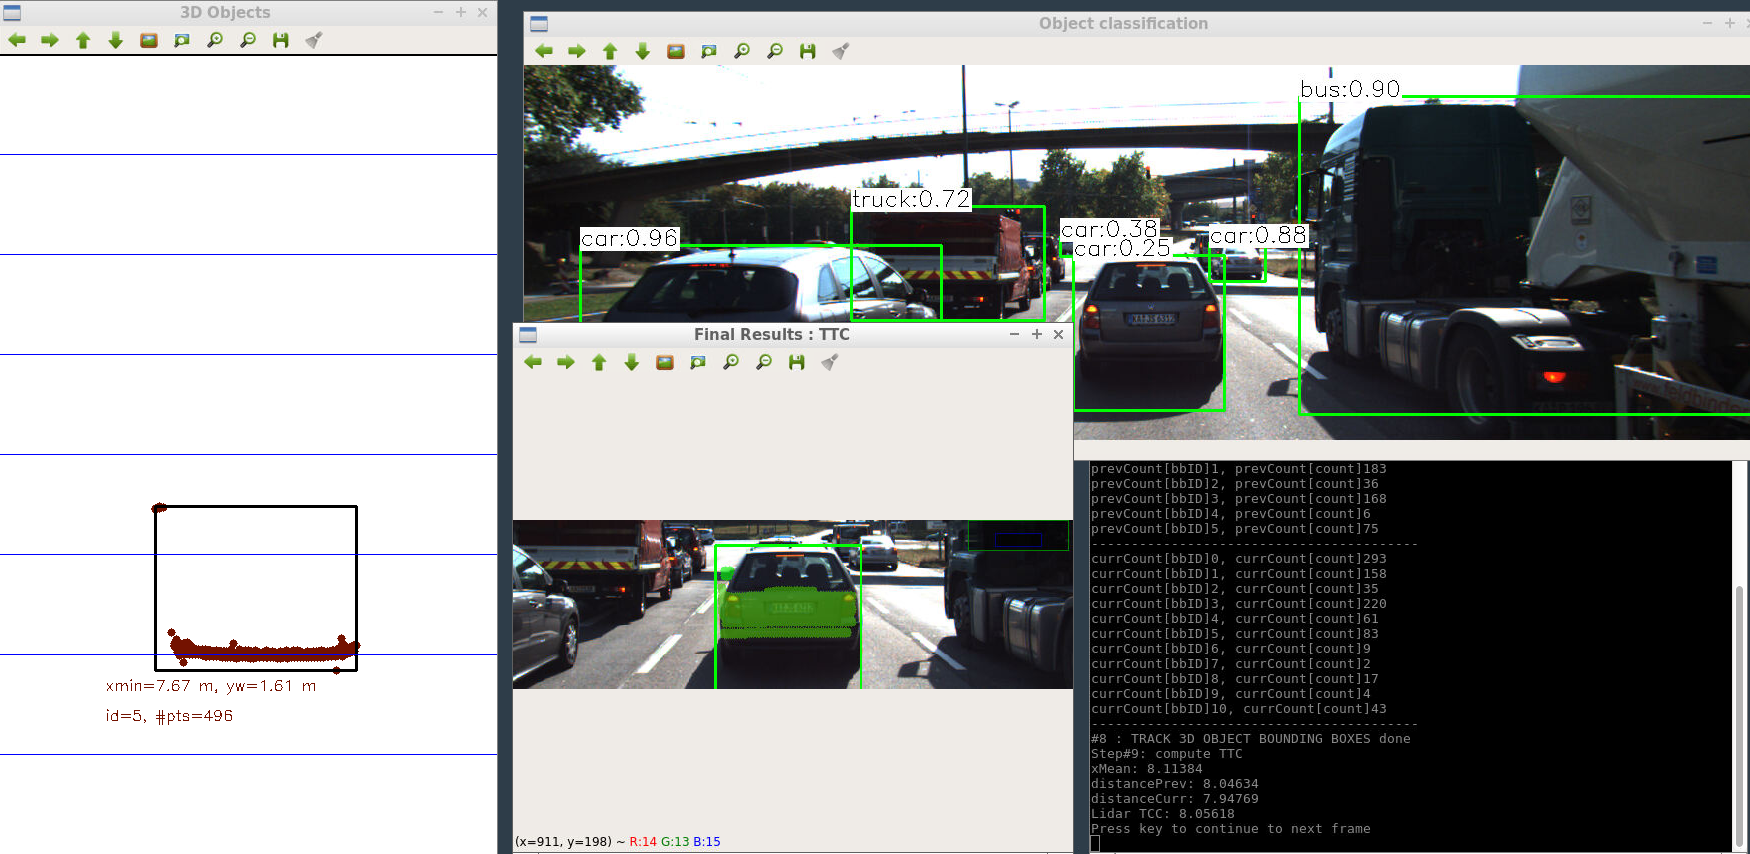 3D Objects
xmin=7.67 m, yw=1.61 m
id=5, #pts=496
Object classification
bus:0.90
truck:0.72
car:0.96
car:0.38
car:0.25
car:0.88
Final Results : TTC
(x=911, y=198) ~ R:14 G:13 B:15
prevCount[bbID]1, prevCount[count]183
prevCount[bbID]2, prevCount[count]36
prevCount[bbID]3, prevCount[count]168
prevCount[bbID]4, prevCount[count]6
prevCount[bbID]5, prevCount[count]75
-----------------------------------------
currCount[bbID]0, currCount[count]293
currCount[bbID]1, currCount[count]158
currCount[bbID]2, currCount[count]35
currCount[bbID]3, currCount[count]220
currCount[bbID]4, currCount[count]61
currCount[bbID]5, currCount[count]83
currCount[bbID]6, currCount[count]9
currCount[bbID]7, currCount[count]2
currCount[bbID]8, currCount[count]17
currCount[bbID]9, currCount[count]4
currCount[bbID]10, currCount[count]43
-----------------------------------------
#8 : TRACK 3D OBJECT BOUNDING BOXES done
Step#9: compute TTC
xMean: 8.11384
distancePrev: 8.04634
distanceCurr: 7.94769
Lidar TCC: 8.05618
Press key to continue to next frame